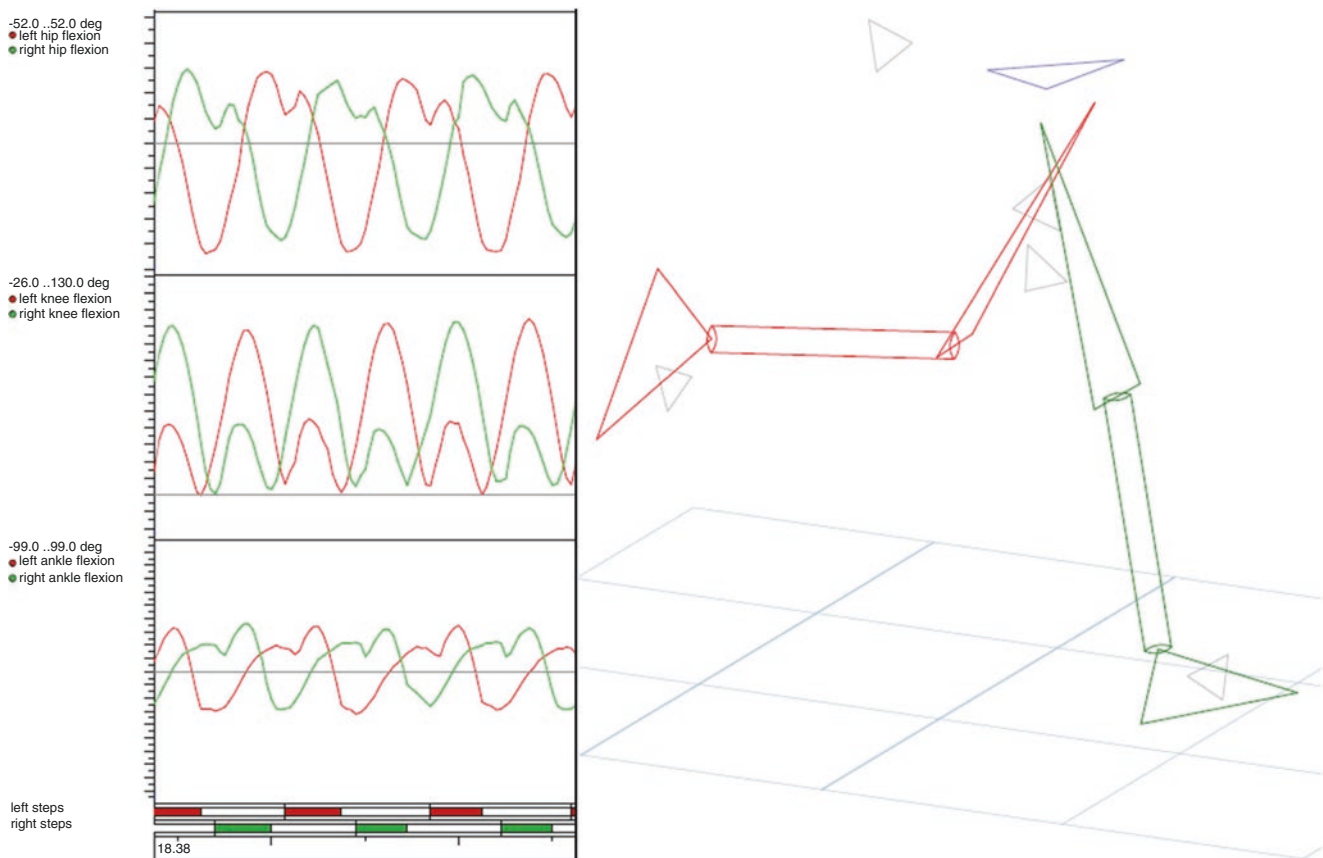 -52.0 ..52.0 deg
left hip flexion
right hip flexion
-26.0 ..130.0 deg
left knee flexion
right knee flexion
-99.0 ..99.0 deg
left ankle flexion
right ankle flexion
left steps
right steps
18.38